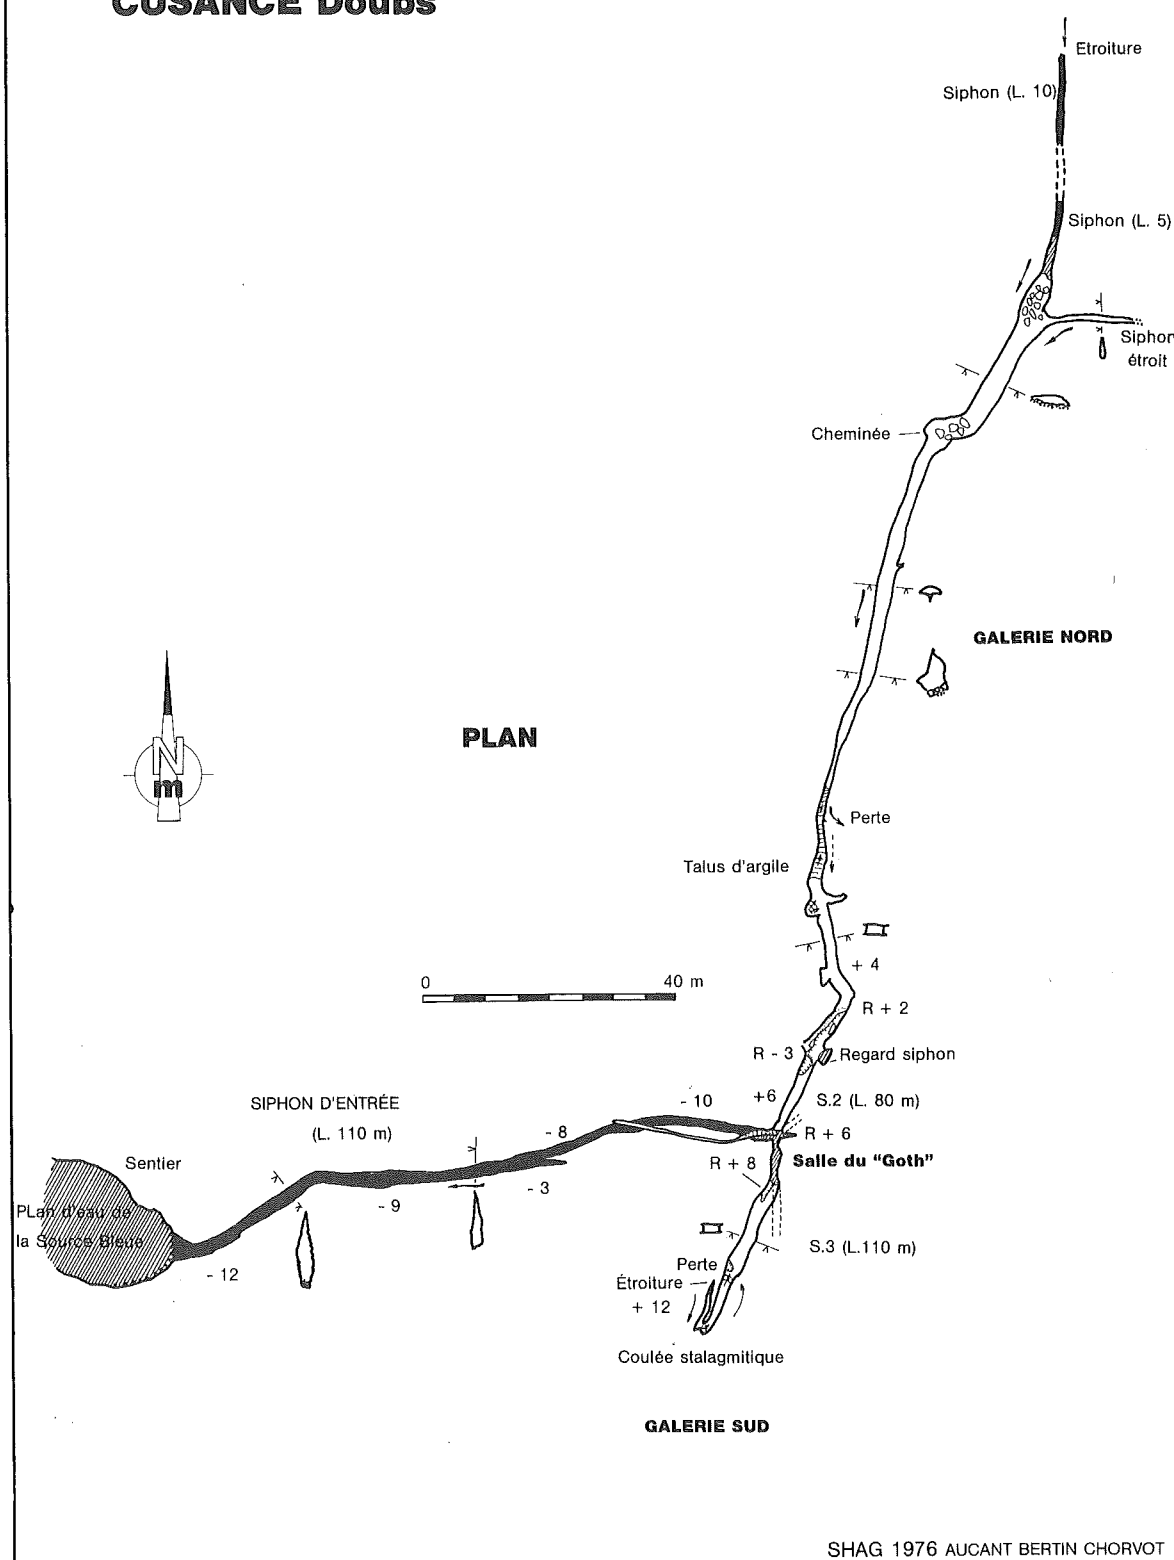 CUSANCE Doubs
Etroiture
Siphon (L. 10)
Siphon (L. 5)
Siphon
étroit
Cheminée
GALERIE NORD
N
m
PLAN
Perte
Talus d'argile
+ 4
0 40 m
R + 2
R - 3
Regard siphon
+6
S.2 (L. 80 m)
- 10
SIPHON D'ENTRÉE
(L. 110 m)
- 8
R + 6
R + 8
Salle du "Goth"
Sentier
- 3
- 9
PLan d'eau de
la Source Bleue
- 12
S.3 (L.110 m)
Perte
Étroiture
+ 12
Coulée stalagmitique
GALERIE SUD
SHAG 1976 AUCANT BERTIN CHORVOT